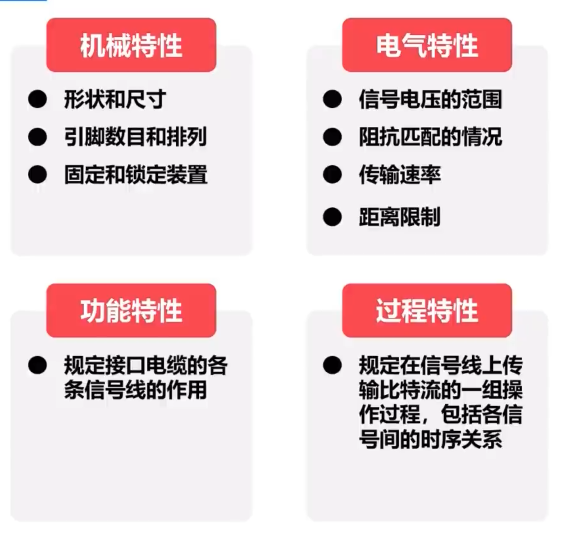 机械特性
● 形状和尺寸
● 引脚数目和排列
● 固定和锁定装置
电气特性
● 信号电压的范围
● 阻抗匹配的情况
● 传输速率
● 距离限制
功能特性
● 规定接口电缆的各
条信号线的作用
过程特性
● 规定在信号线上传
输比特流的一组操
作过程，包括各信
号间的时序关系